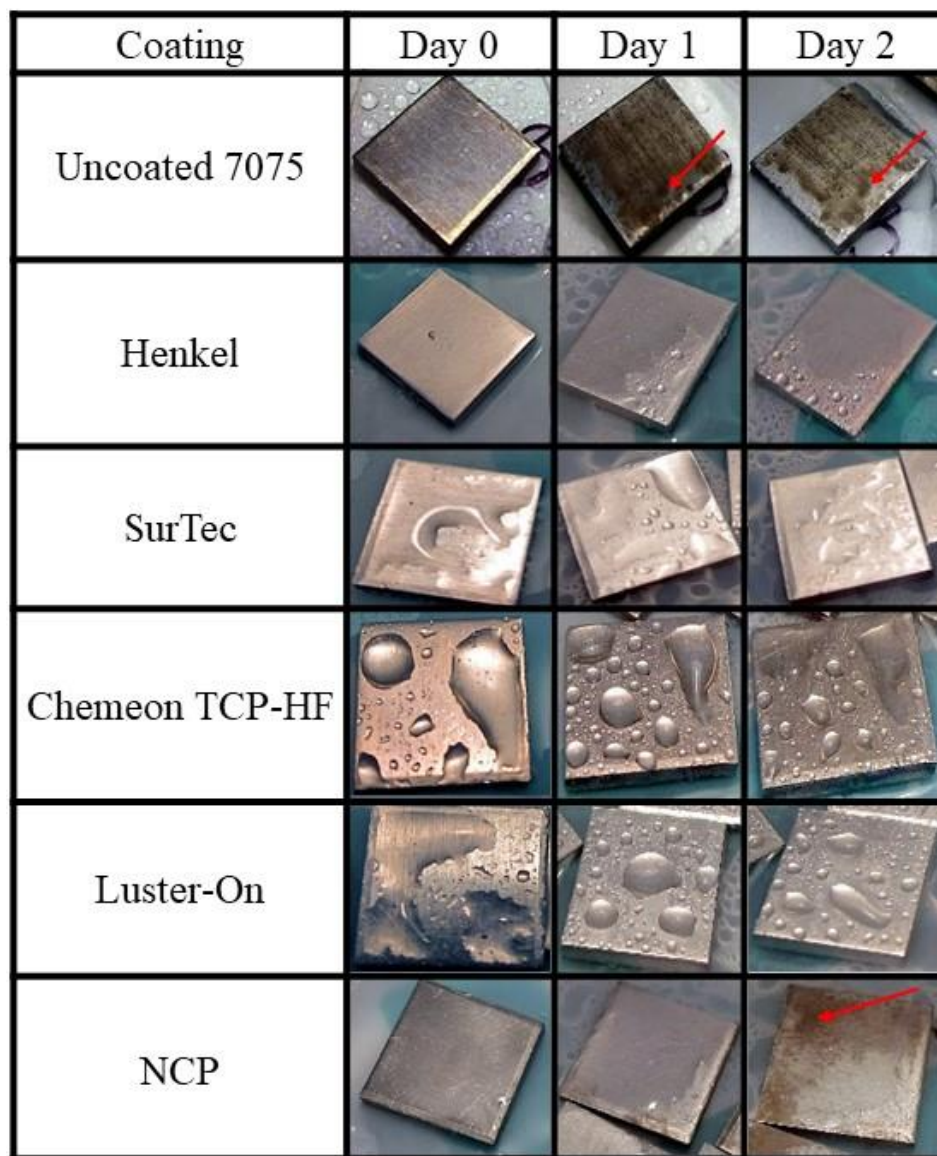 Coating Day 0 Day 1 Day 2
Uncoated 7075
Henkel
SurTec
Chemeon TCP-HF
Luster-On
NCP